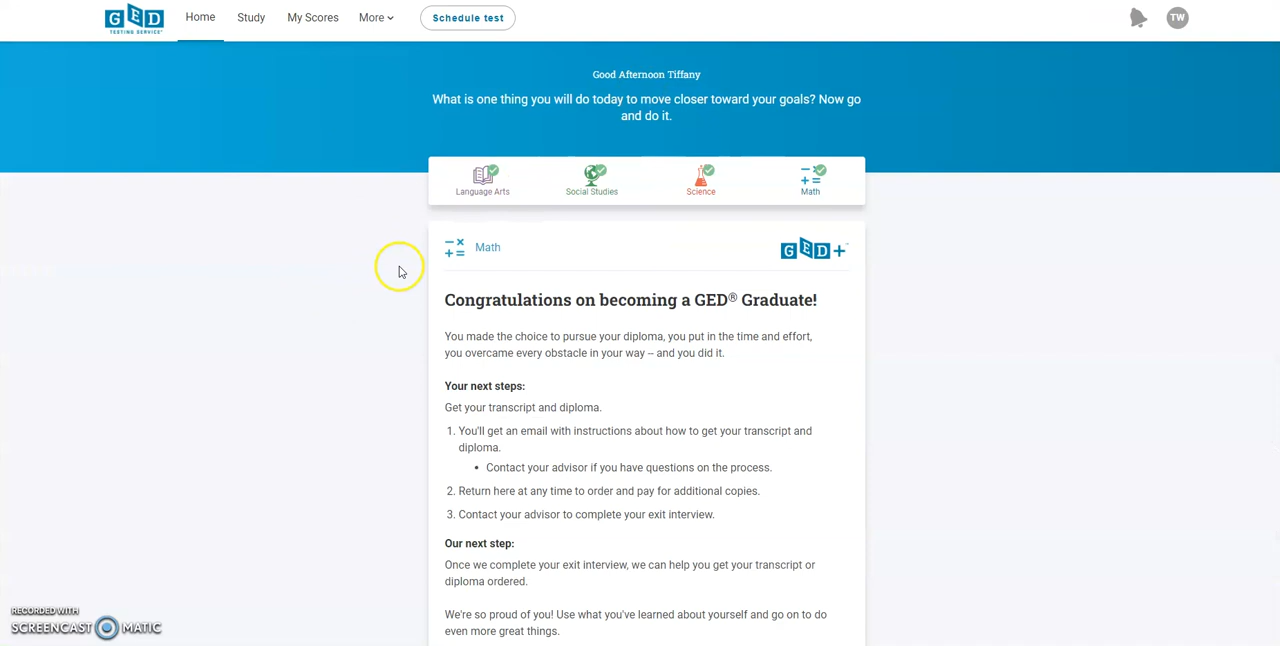 GED
TESTING SERVICE®
Home Study My Scores More Schedule test TW
Good Afternoon Tiffany
What is one thing you will do today to move closer toward your goals? Now go
and do it.
Language Arts Social Studies Science Math
Math GED+™
Congratulations on becoming a GED® Graduate!
You made the choice to pursue your diploma, you put in the time and effort,
you overcame every obstacle in your way – and you did it.
Your next steps:
Get your transcript and diploma.
1. You'll get an email with instructions about how to get your transcript and
diploma.
• Contact your advisor if you have questions on the process.
2. Return here at any time to order and pay for additional copies.
3. Contact your advisor to complete your exit interview.
Our next step:
Once we complete your exit interview, we can help you get your transcript or
diploma ordered.
We're so proud of you! Use what you've learned about yourself and go on to do
even more great things.
RECORDED WITH
SCREENCAST MATIC